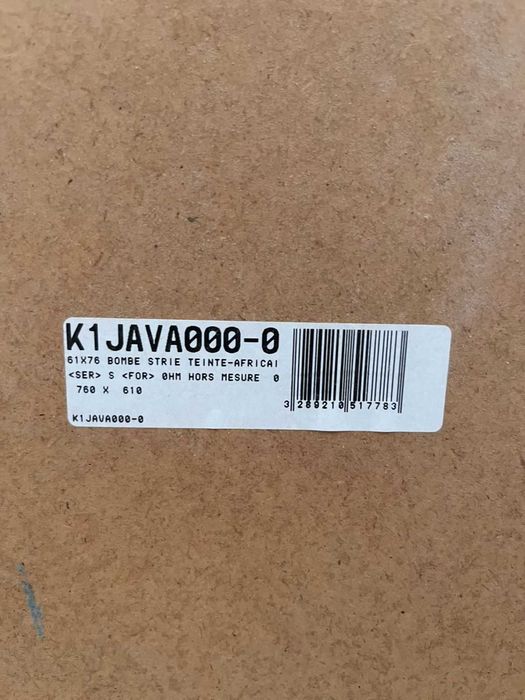 K1JAVA000-0
61X76 BOMBE STRIE TEINTE-AFRICAI
<SER> S <FOR> 0HM HORS MESURE 0
760 X 610
K1JAVA000-0
3 289210 517783